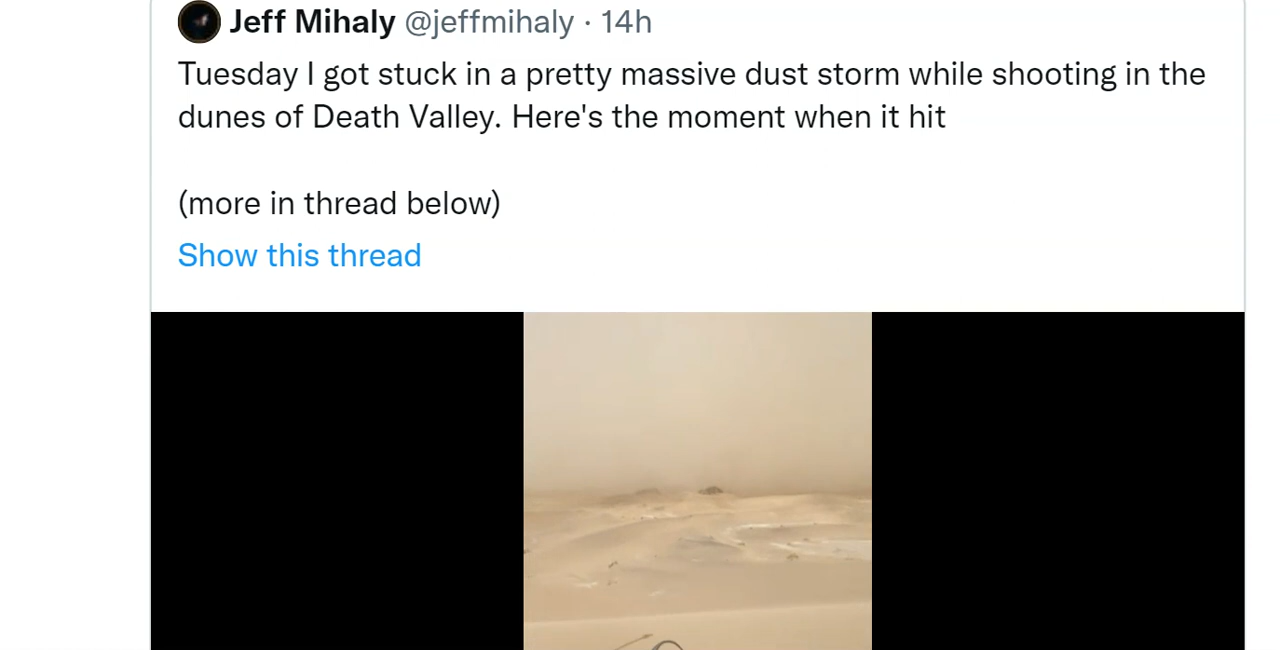 Jeff Mihaly @jeffmihaly · 14h
Tuesday I got stuck in a pretty massive dust storm while shooting in the
dunes of Death Valley. Here's the moment when it hit
(more in thread below)
Show this thread